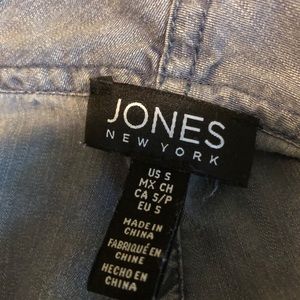 JONES
NEW YORK
US S
MX CH
CA S/P
EU S
MADE IN
CHINA
FABRIQUÉ EN
CHINE
HECHO EN
CHINA